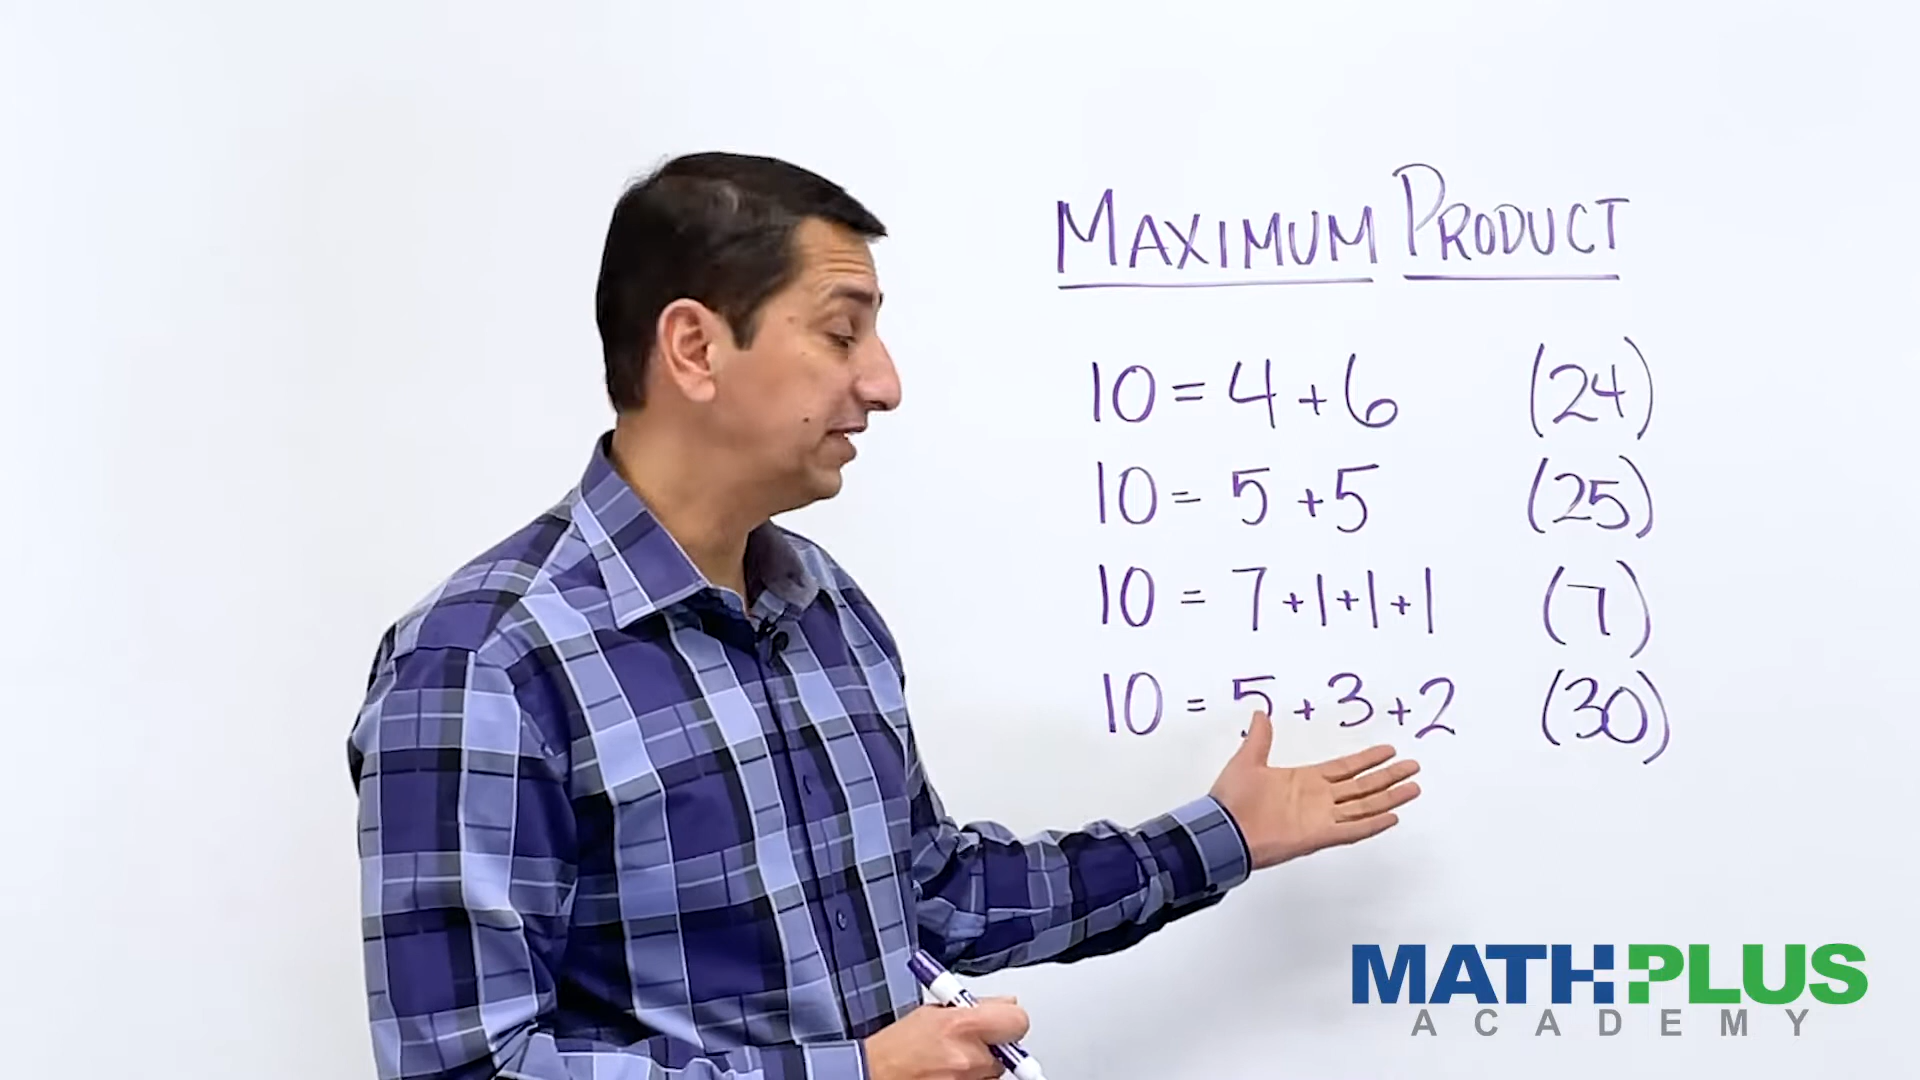 MAXIMUM PRODUCT
10 = 4 + 6 (24)
10 = 5 + 5 (25)
10 = 7 + 1 + 1 + 1 (7)
10 = 5 + 3 + 2 (30)
MATHPLUS
ACADEMY